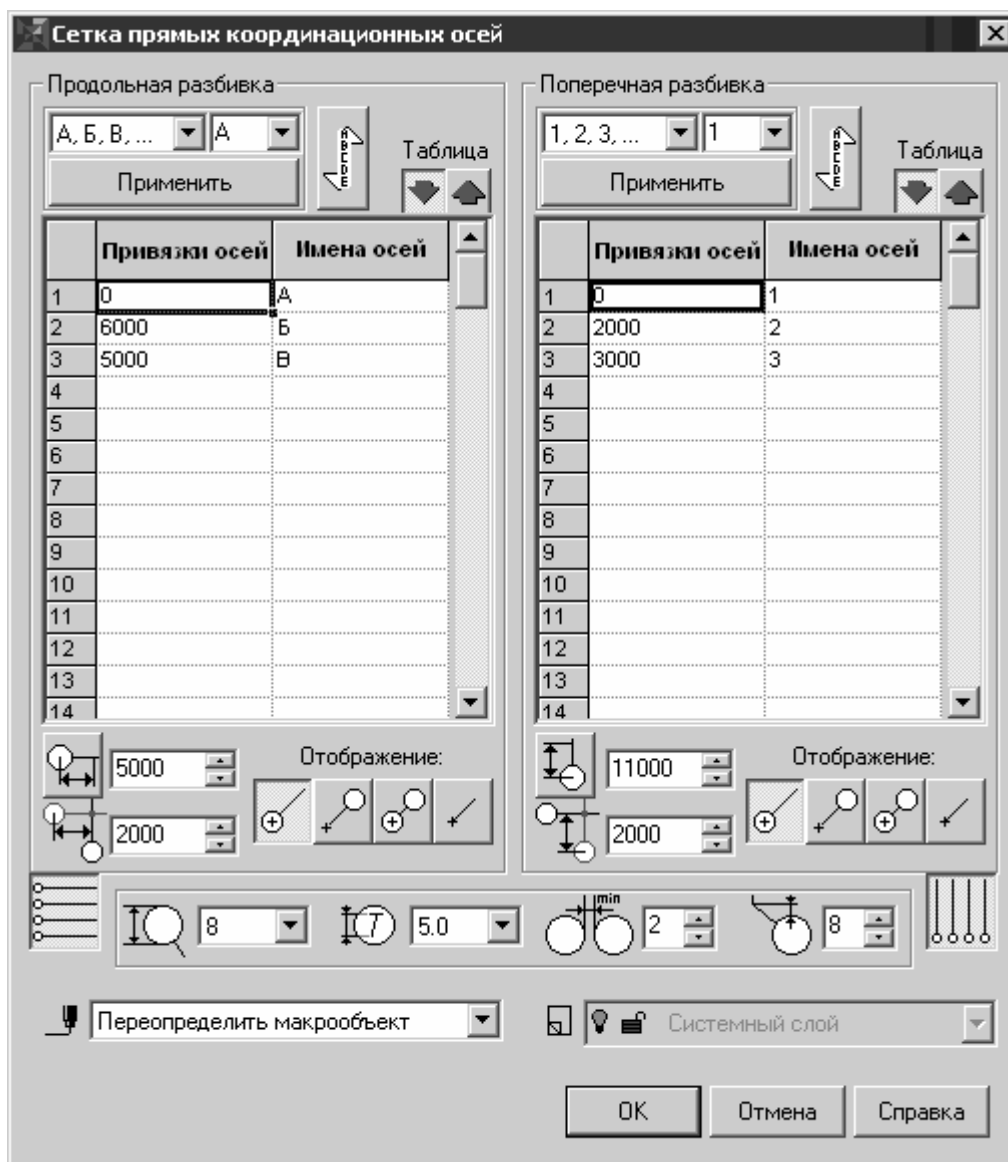 Сетка прямых координационных осей
Продольная разбивка
А, Б, В, ... А
Применить
A B C D E
Таблица
Привязки осей Имена осей
1 0 А
2 6000 Б
3 5000 В
4
5
6
7
8
9
10
11
12
13
14
5000
Отображение:
2000
Поперечная разбивка
1, 2, 3, ... 1
Применить
A B C D E
Таблица
Привязки осей Имена осей
1 0 1
2 2000 2
3 3000 3
4
5
6
7
8
9
10
11
12
13
14
11000
Отображение:
2000
8 T 5.0 min 2 8
Переопределить макрообъект
Системный слой
OK Отмена Справка